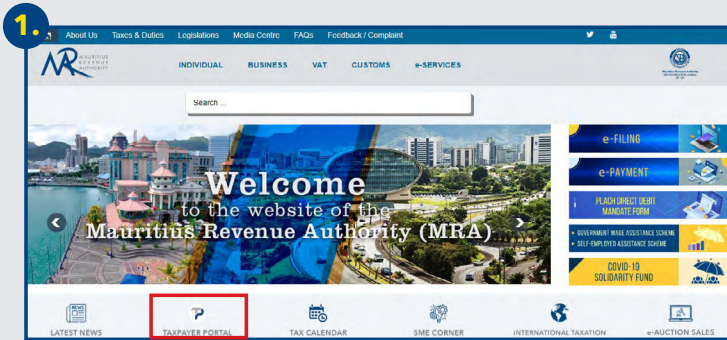 1.
About Us Taxes & Duties Legislations Media Centre FAQs Feedback / Complaint
MAURITIUS
REVENUE
AUTHORITY
INDIVIDUAL BUSINESS VAT CUSTOMS e-SERVICES
Search ...
Welcome
to the website of the
Mauritius Revenue Authority (MRA)
e-FILING
e-PAYMENT
PLACH DIRECT DEBIT
MANDATE FORM
GOVERNMENT WAGE ASSISTANCE SCHEME
SELF-EMPLOYED ASSISTANCE SCHEME
COVID-19
SOLIDARITY FUND
NEWS
LATEST NEWS TAXPAYER PORTAL TAX CALENDAR SME CORNER INTERNATIONAL TAXATION e-AUCTION SALES